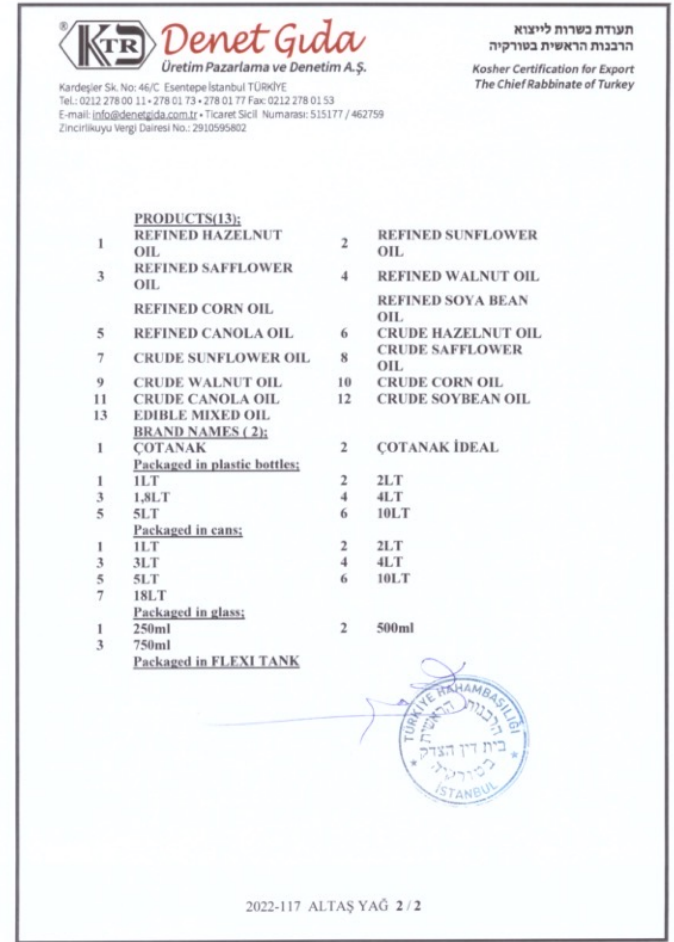 ®
KTR Denet Gıda
Üretim Pazarlama ve Denetim A.Ş.
Kardeşler Sk. No: 46/C Esentepe İstanbul TÜRKİYE
Tel.: 0212 278 00 11 • 278 01 73 • 278 01 77 Fax: 0212 278 01 53
E-mail: info@denetgida.com.tr • Ticaret Sicil Numarası: 515177 / 462759
Zincirlikuyu Vergi Dairesi No.: 2910595802
תעודת כשרות לייצוא
הרבנות הראשית בטורקיה
Kosher Certification for Export
The Chief Rabbinate of Turkey
PRODUCTS(13);
1 REFINED HAZELNUT OIL 2 REFINED SUNFLOWER OIL
3 REFINED SAFFLOWER OIL 4 REFINED WALNUT OIL
REFINED CORN OIL REFINED SOYA BEAN OIL
5 REFINED CANOLA OIL 6 CRUDE HAZELNUT OIL
7 CRUDE SUNFLOWER OIL 8 CRUDE SAFFLOWER OIL
9 CRUDE WALNUT OIL 10 CRUDE CORN OIL
11 CRUDE CANOLA OIL 12 CRUDE SOYBEAN OIL
13 EDIBLE MIXED OIL
BRAND NAMES ( 2);
1 ÇOTANAK 2 ÇOTANAK İDEAL
Packaged in plastic bottles;
1 1LT 2 2LT
3 1,8LT 4 4LT
5 5LT 6 10LT
Packaged in cans;
1 1LT 2 2LT
3 3LT 4 4LT
5 5LT 6 10LT
7 18LT
Packaged in glass;
1 250ml 2 500ml
3 750ml
Packaged in FLEXI TANK
TÜRKİYE HAHAMBAŞILIĞI
הרבנות הראשית
בית דין הצדק
בטורקיה
* İSTANBUL *
2022-117 ALTAŞ YAĞ 2 / 2